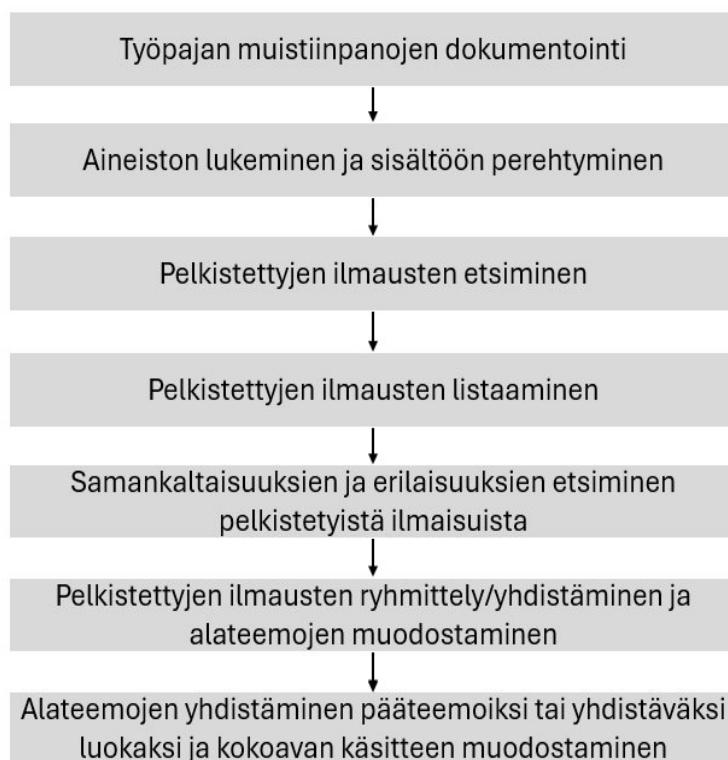 Työpajan muistiinpanojen dokumentointi
Aineiston lukeminen ja sisältöön perehtyminen
Pelkistettyjen ilmausten etsiminen
Pelkistettyjen ilmausten listaaminen
Samankaltaisuuksien ja erilaisuuksien etsiminen
pelkistetyistä ilmaisuista
Pelkistettyjen ilmausten ryhmittely/yhdistäminen ja
alateemojen muodostaminen
Alateemojen yhdistäminen pääteemoiksi tai yhdistäväksi
luokaksi ja kokoavan käsitteen muodostaminen